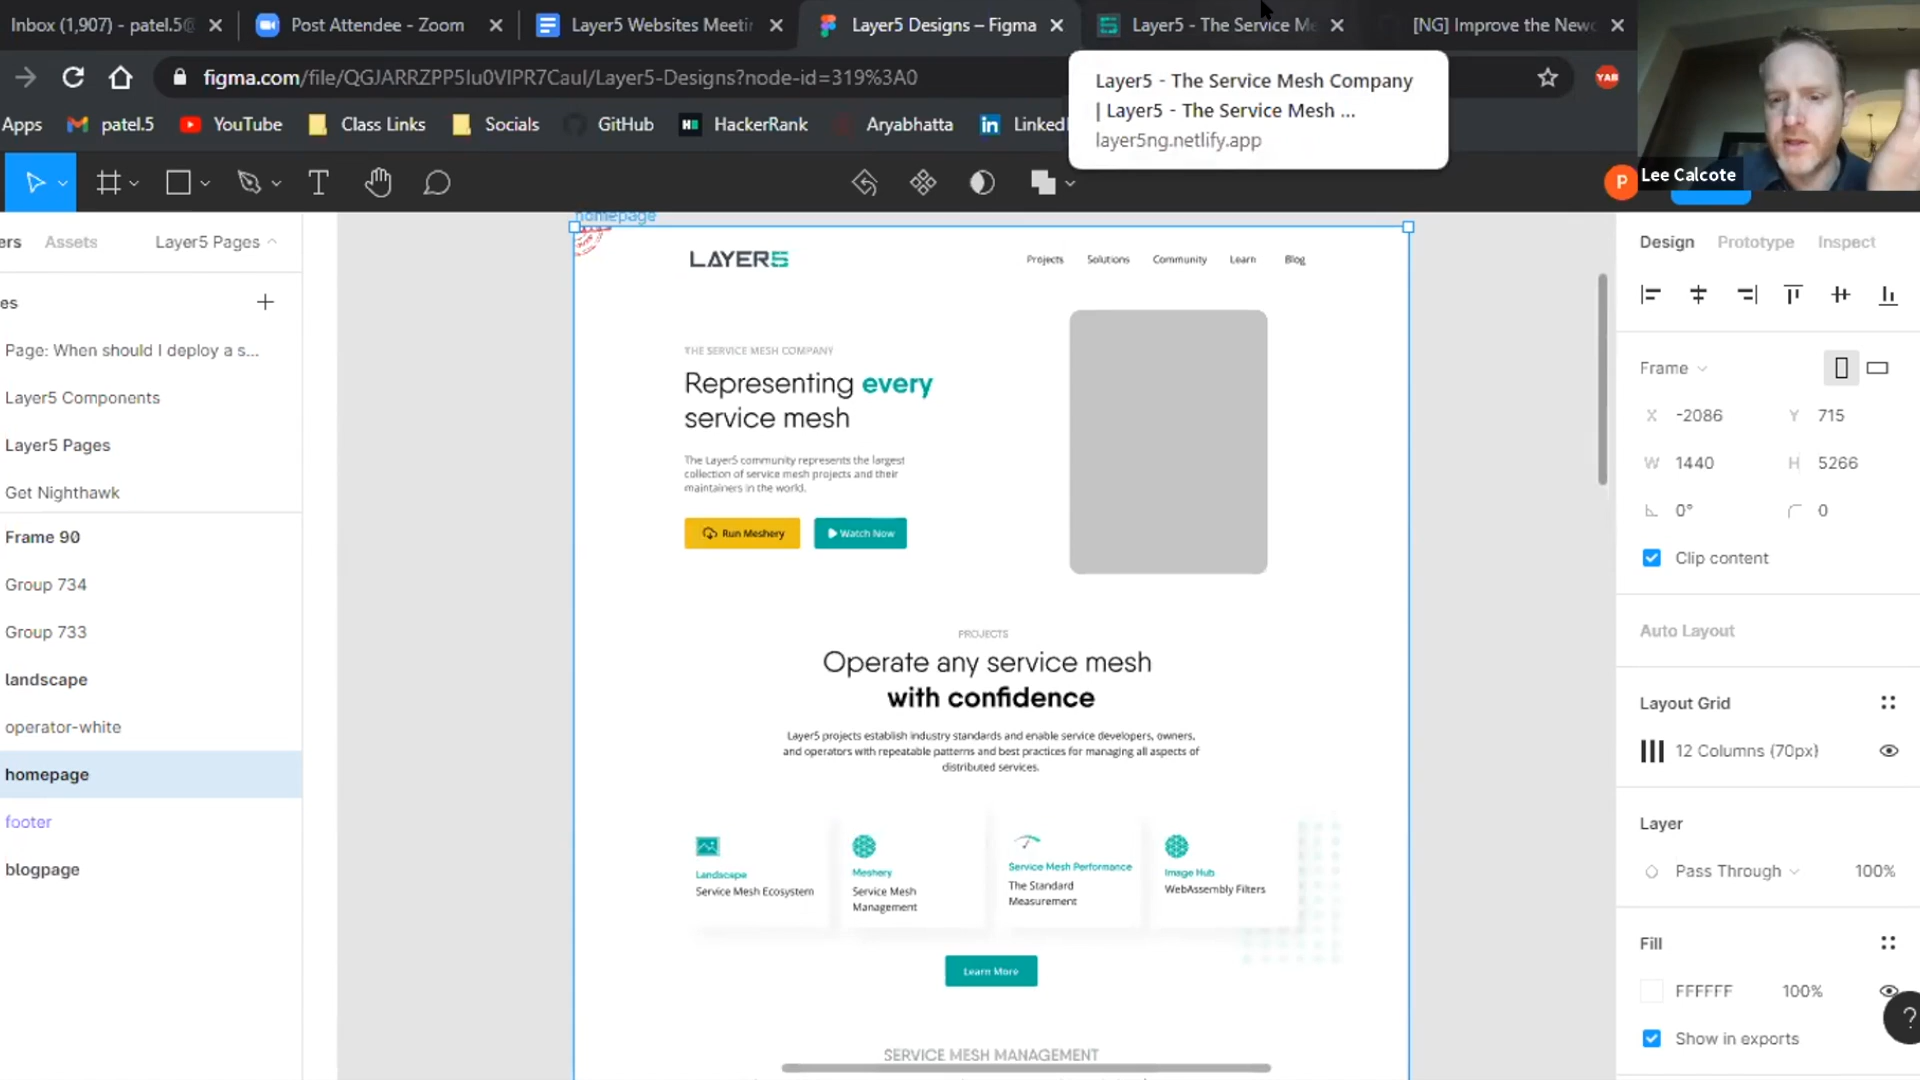 Inbox (1,907) - patel.5@
Post Attendee - Zoom
Layer5 Websites Meetin
Layer5 Designs – Figma
Layer5 - The Service Me
[NG] Improve the Newc
figma.com/file/QGJARRZPP5Iu0VIPR7Caul/Layer5-Designs?node-id=319%3A0
Layer5 - The Service Mesh Company
| Layer5 - The Service Mesh ...
layer5ng.netlify.app
YAB
Apps
patel.5
YouTube
Class Links
Socials
GitHub
HackerRank
Aryabhatta
LinkedI
Lee Calcote
P
ers
Assets
Layer5 Pages
es
Page: When should I deploy a s...
Layer5 Components
Layer5 Pages
Get Nighthawk
Frame 90
Group 734
Group 733
landscape
operator-white
homepage
footer
blogpage
homepage
LAYER5
Projects
Solutions
Community
Learn
Blog
THE SERVICE MESH COMPANY
Representing every
service mesh
The Layer5 community represents the largest
collection of service mesh projects and their
maintainers in the world.
Run Meshery
Watch Now
PROJECTS
Operate any service mesh
with confidence
Layer5 projects establish industry standards and enable service developers, owners,
and operators with repeatable patterns and best practices for managing all aspects of
distributed services.
Landscape
Service Mesh Ecosystem
Meshery
Service Mesh
Management
Service Mesh Performance
The Standard
Measurement
Image Hub
WebAssembly Filters
Learn More
SERVICE MESH MANAGEMENT
Design
Prototype
Inspect
Frame
X -2086
Y 715
W 1440
H 5266
0°
0
Clip content
Auto Layout
Layout Grid
12 Columns (70px)
Layer
Pass Through
100%
Fill
FFFFFF
100%
Show in exports
?